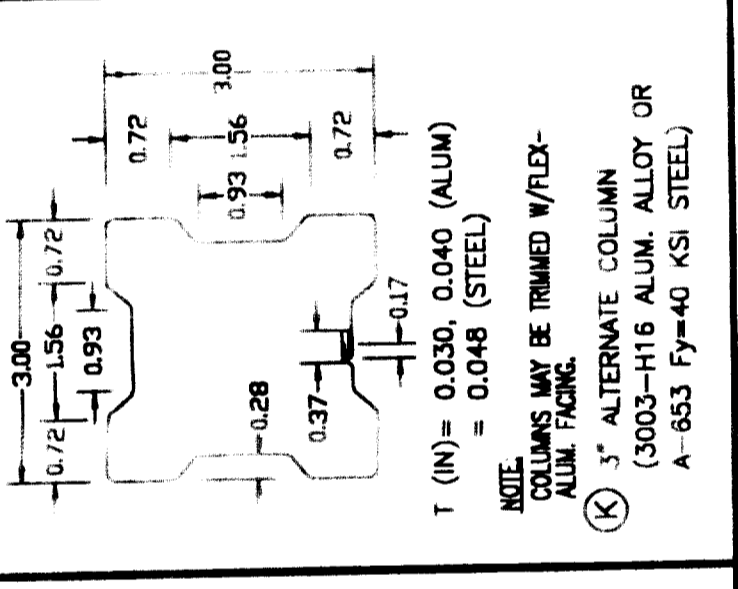 3.00
0.72
1.56
0.72
0.93
0.72
1.56
0.93
0.72
3.00
0.28
0.37
0.17
T (IN)= 0.030, 0.040 (ALUM)
= 0.048 (STEEL)
NOTE:
COLUMNS MAY BE TRIMMED W/FLEX-
ALUM. FACING.
K 3" ALTERNATE COLUMN
(3003-H16 ALUM. ALLOY OR
A-653 Fy=40 KSI STEEL)